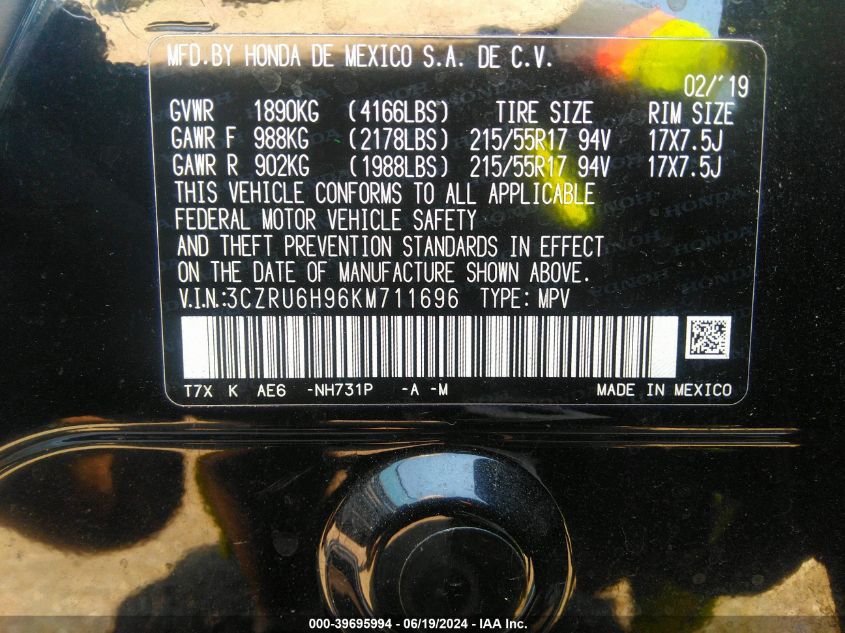 MFD.BY HONDA DE MEXICO S.A. DE C.V.
02/'19
GVWR 1890KG (4166LBS) TIRE SIZE RIM SIZE
GAWR F 988KG (2178LBS) 215/55R17 94V 17X7.5J
GAWR R 902KG (1988LBS) 215/55R17 94V 17X7.5J
THIS VEHICLE CONFORMS TO ALL APPLICABLE
FEDERAL MOTOR VEHICLE SAFETY
AND THEFT PREVENTION STANDARDS IN EFFECT
ON THE DATE OF MANUFACTURE SHOWN ABOVE.
V.I.N:3CZRU6H96KM711696 TYPE: MPV
T7X K AE6 -NH731P -A -M MADE IN MEXICO
000-39695994 - 06/19/2024 - IAA Inc.